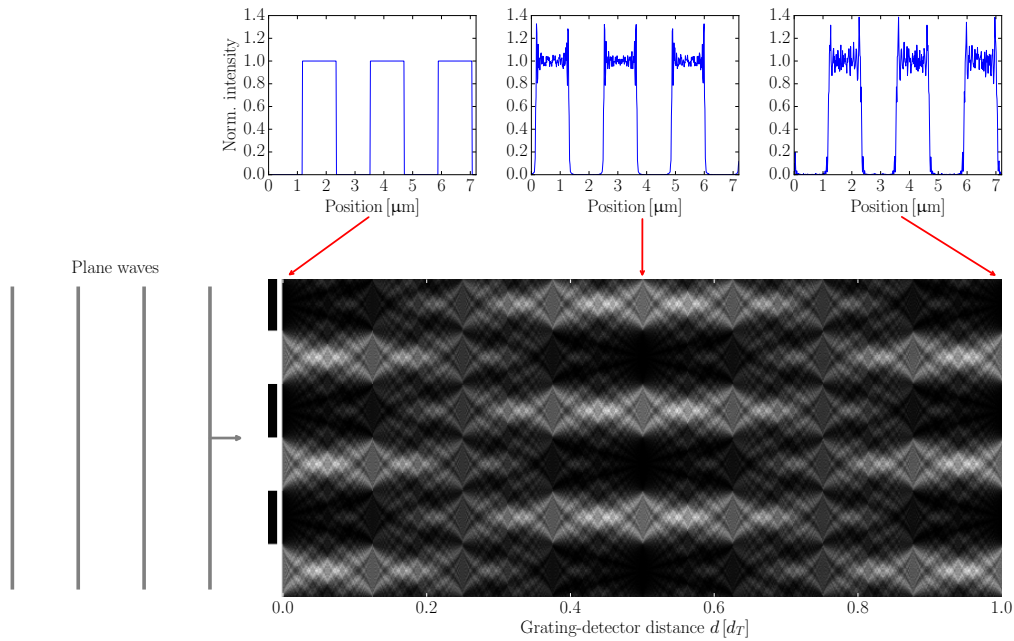 1.4
1.2
1.0
0.8
0.6
0.4
0.2
0.0
Norm. intensity
0 1 2 3 4 5 6 7
Position [μm]
1.4
1.2
1.0
0.8
0.6
0.4
0.2
0.0
0 1 2 3 4 5 6 7
Position [μm]
1.4
1.2
1.0
0.8
0.6
0.4
0.2
0.0
0 1 2 3 4 5 6 7
Position [μm]
Plane waves
0.0 0.2 0.4 0.6 0.8 1.0
Grating-detector distance d [d_T]